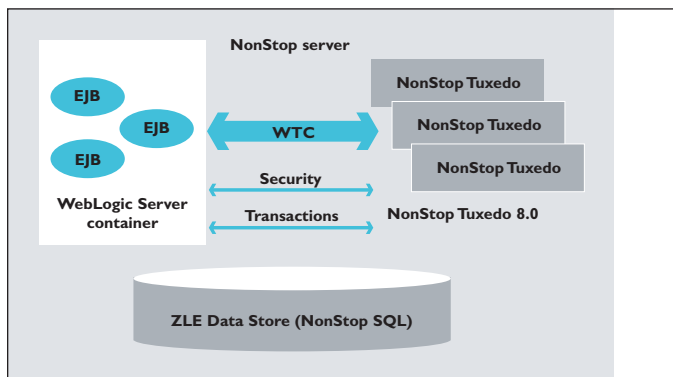 NonStop server
EJB
EJB
EJB
WebLogic Server
container
WTC
Security
Transactions
NonStop Tuxedo
NonStop Tuxedo
NonStop Tuxedo
NonStop Tuxedo 8.0
ZLE Data Store (NonStop SQL)